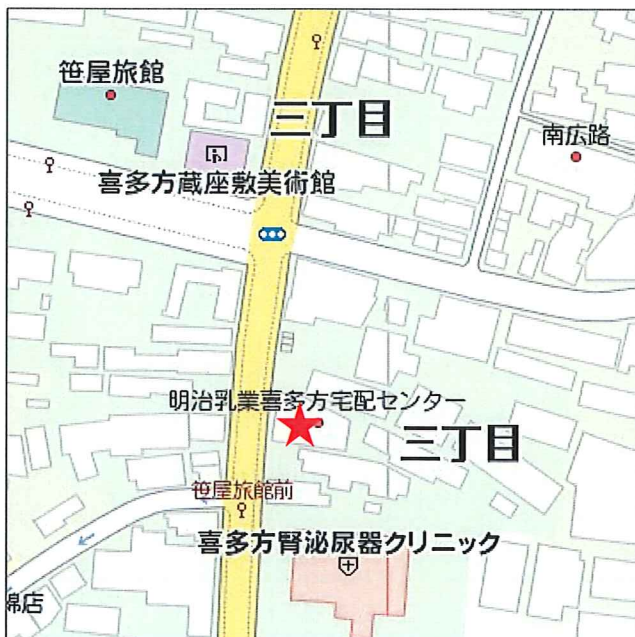 笹屋旅館
三丁目
南広路
喜多方蔵座敷美術館
明治乳業喜多方宅配センター
三丁目
笹屋旅館前
喜多方腎泌尿器クリニック
綿店